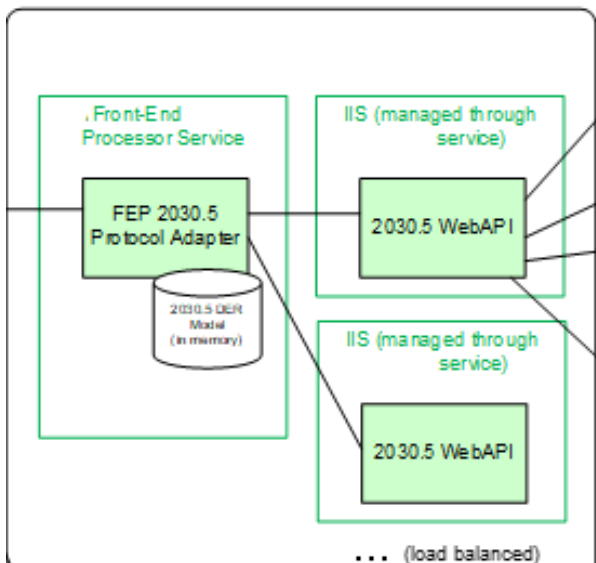 . Front-End
Processor Service
FEP 2030.5
Protocol Adapter
2030.5 DER
Model
(in memory)
IIS (managed through
service)
2030.5 WebAPI
IIS (managed through
service)
2030.5 WebAPI
... (load balanced)